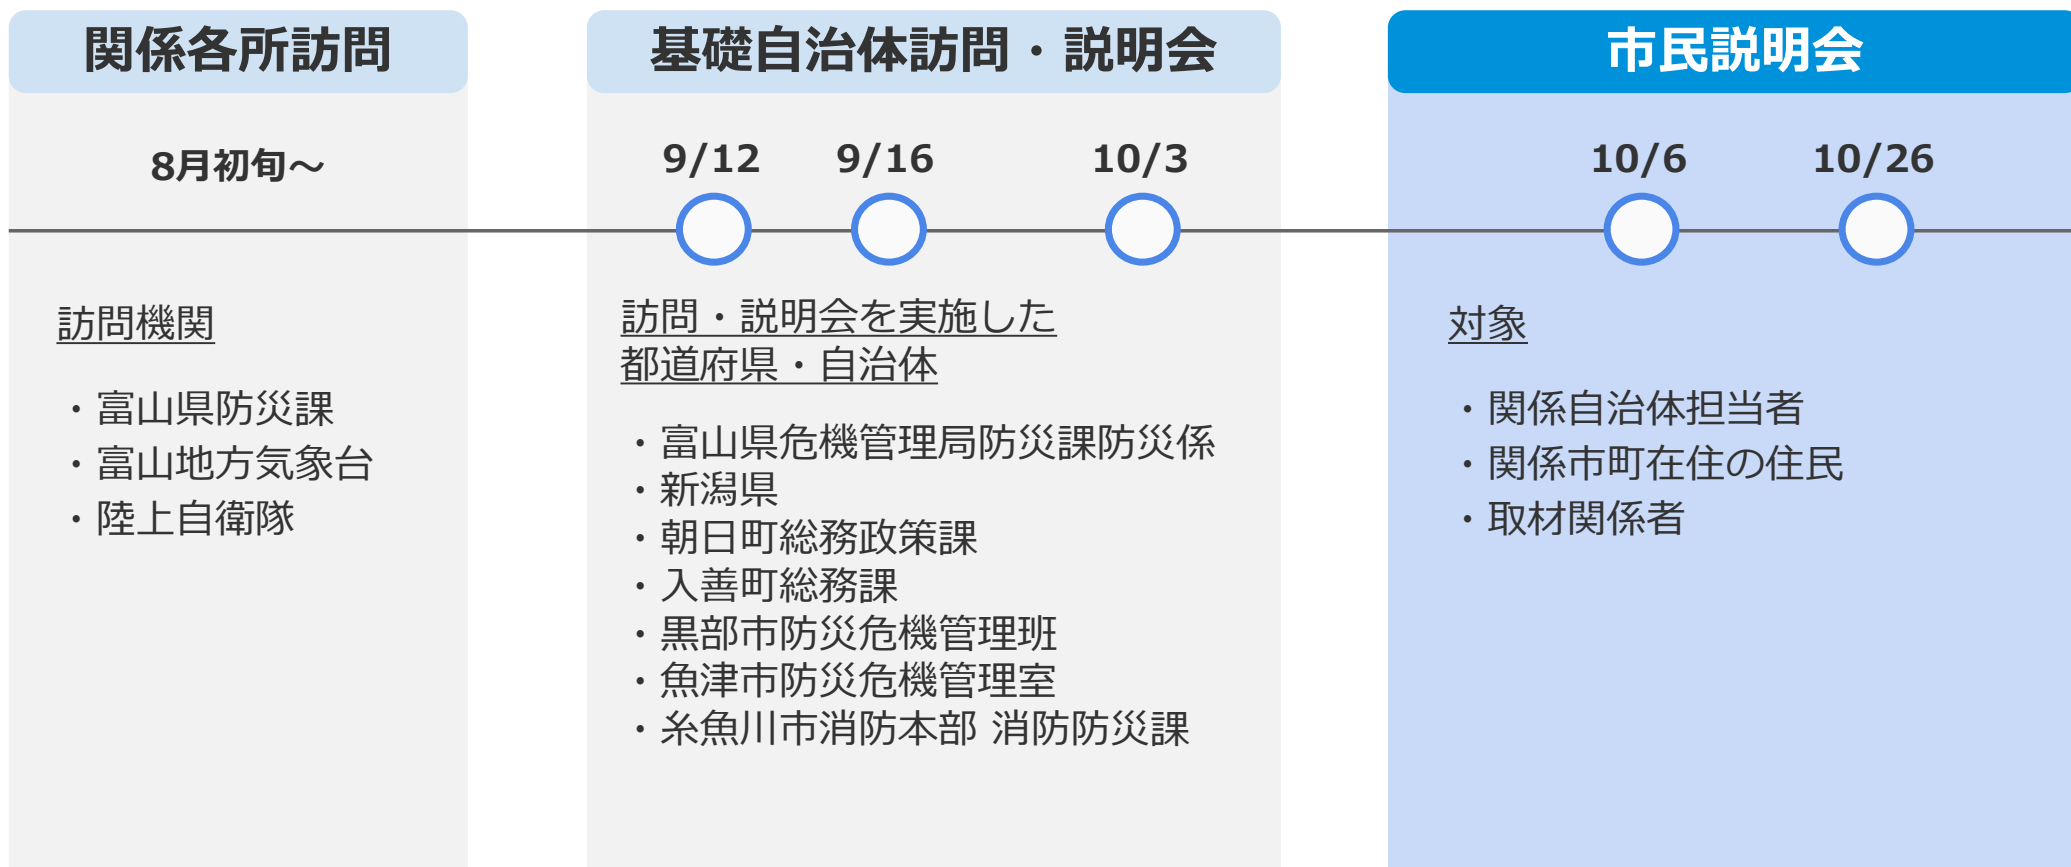 関係各所訪問
8月初旬～
訪問機関
・富山県防災課
・富山地方気象台
・陸上自衛隊
基礎自治体訪問・説明会
9/12 9/16 10/3
訪問・説明会を実施した
都道府県・自治体
・富山県危機管理局防災課防災係
・新潟県
・朝日町総務政策課
・入善町総務課
・黒部市防災危機管理班
・魚津市防災危機管理室
・糸魚川市消防本部 消防防災課
市民説明会
10/6 10/26
対象
・関係自治体担当者
・関係市町在住の住民
・取材関係者